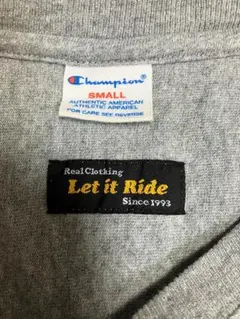 Champion
SMALL
AUTHENTIC AMERICAN
ATHLETIC APPAREL
FOR CARE SEE REVERSE
Real Clothing
Let it Ride
Since 1993